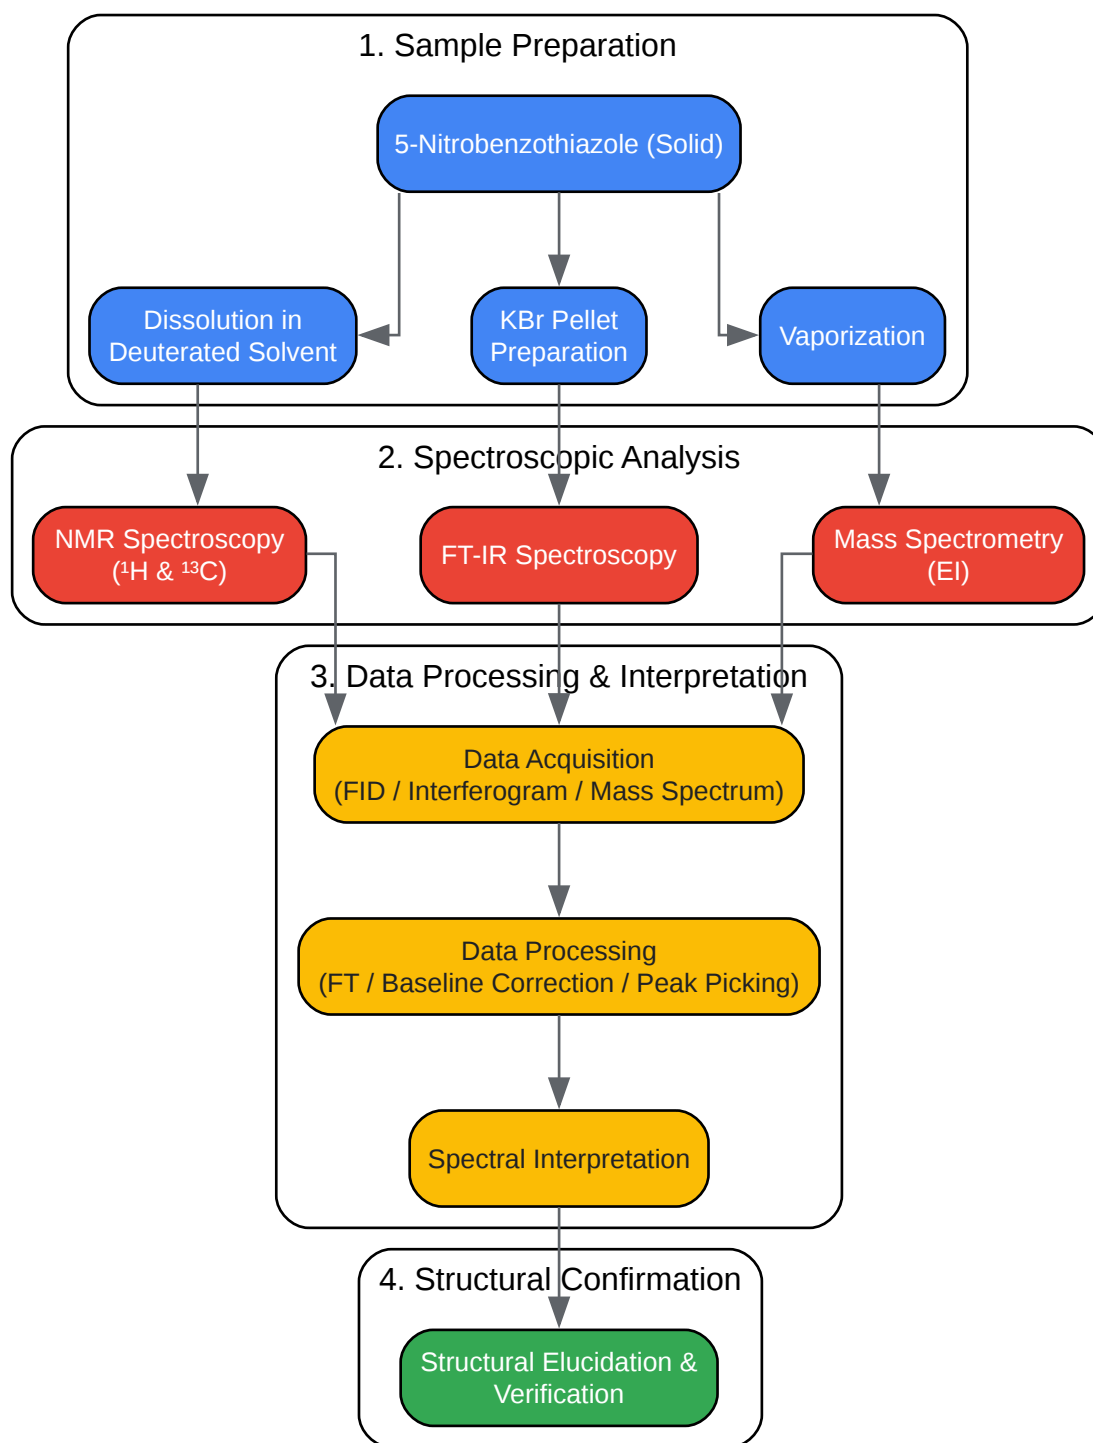 1. Sample Preparation
5-Nitrobenzothiazole (Solid)
Dissolution in
Deuterated Solvent
KBr Pellet
Preparation
Vaporization
2. Spectroscopic Analysis
NMR Spectroscopy
(¹H & ¹³C)
FT-IR Spectroscopy
Mass Spectrometry
(EI)
3. Data Processing & Interpretation
Data Acquisition
(FID / Interferogram / Mass Spectrum)
Data Processing
(FT / Baseline Correction / Peak Picking)
Spectral Interpretation
4. Structural Confirmation
Structural Elucidation &
Verification